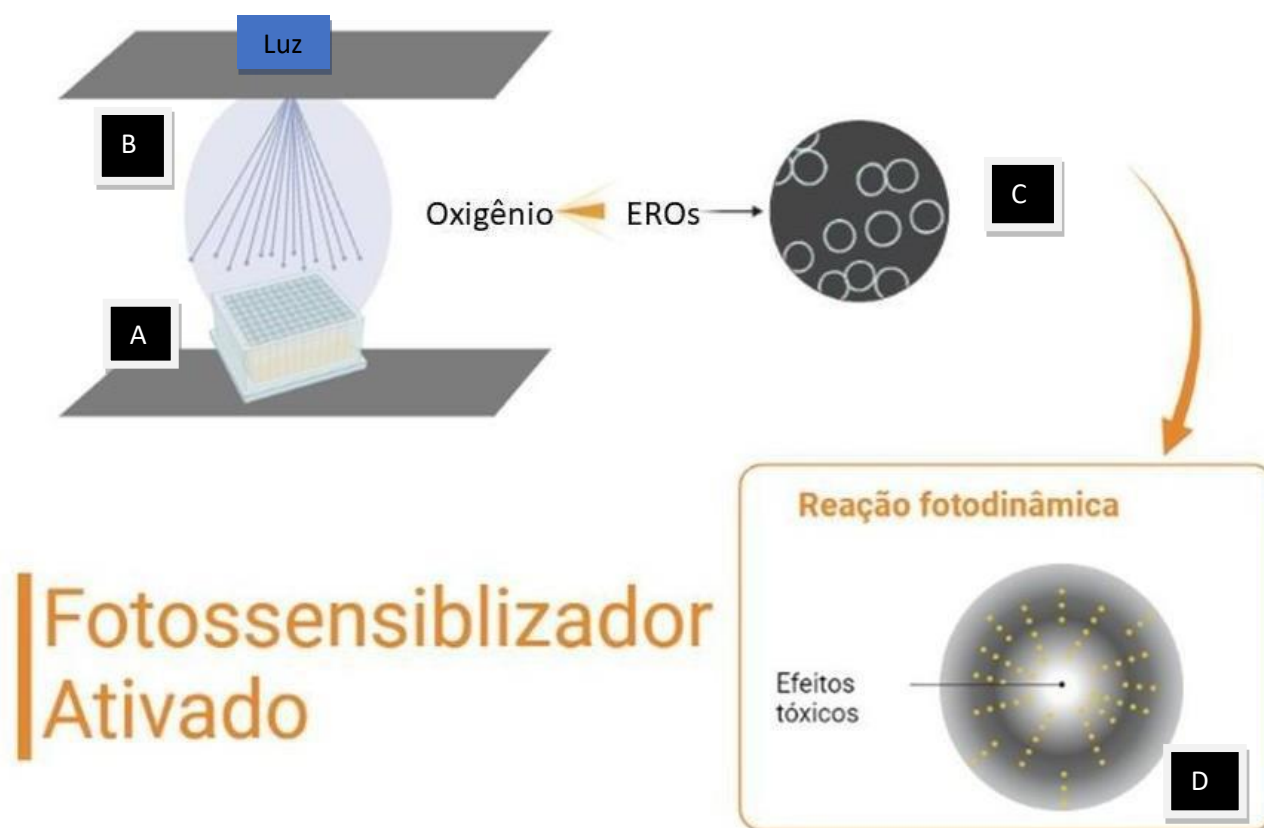 Luz
B
Oxigênio
EROs
C
A
Reação fotodinâmica
Fotossensiblizador
Ativado
Efeitos
tóxicos
D